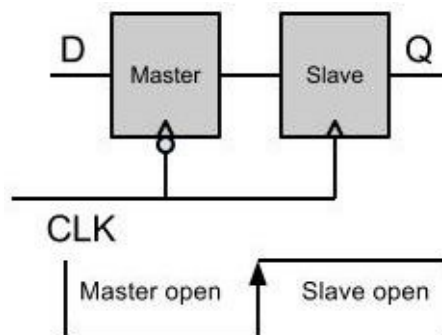 D
Master
Slave
Q
CLK
Master open
Slave open